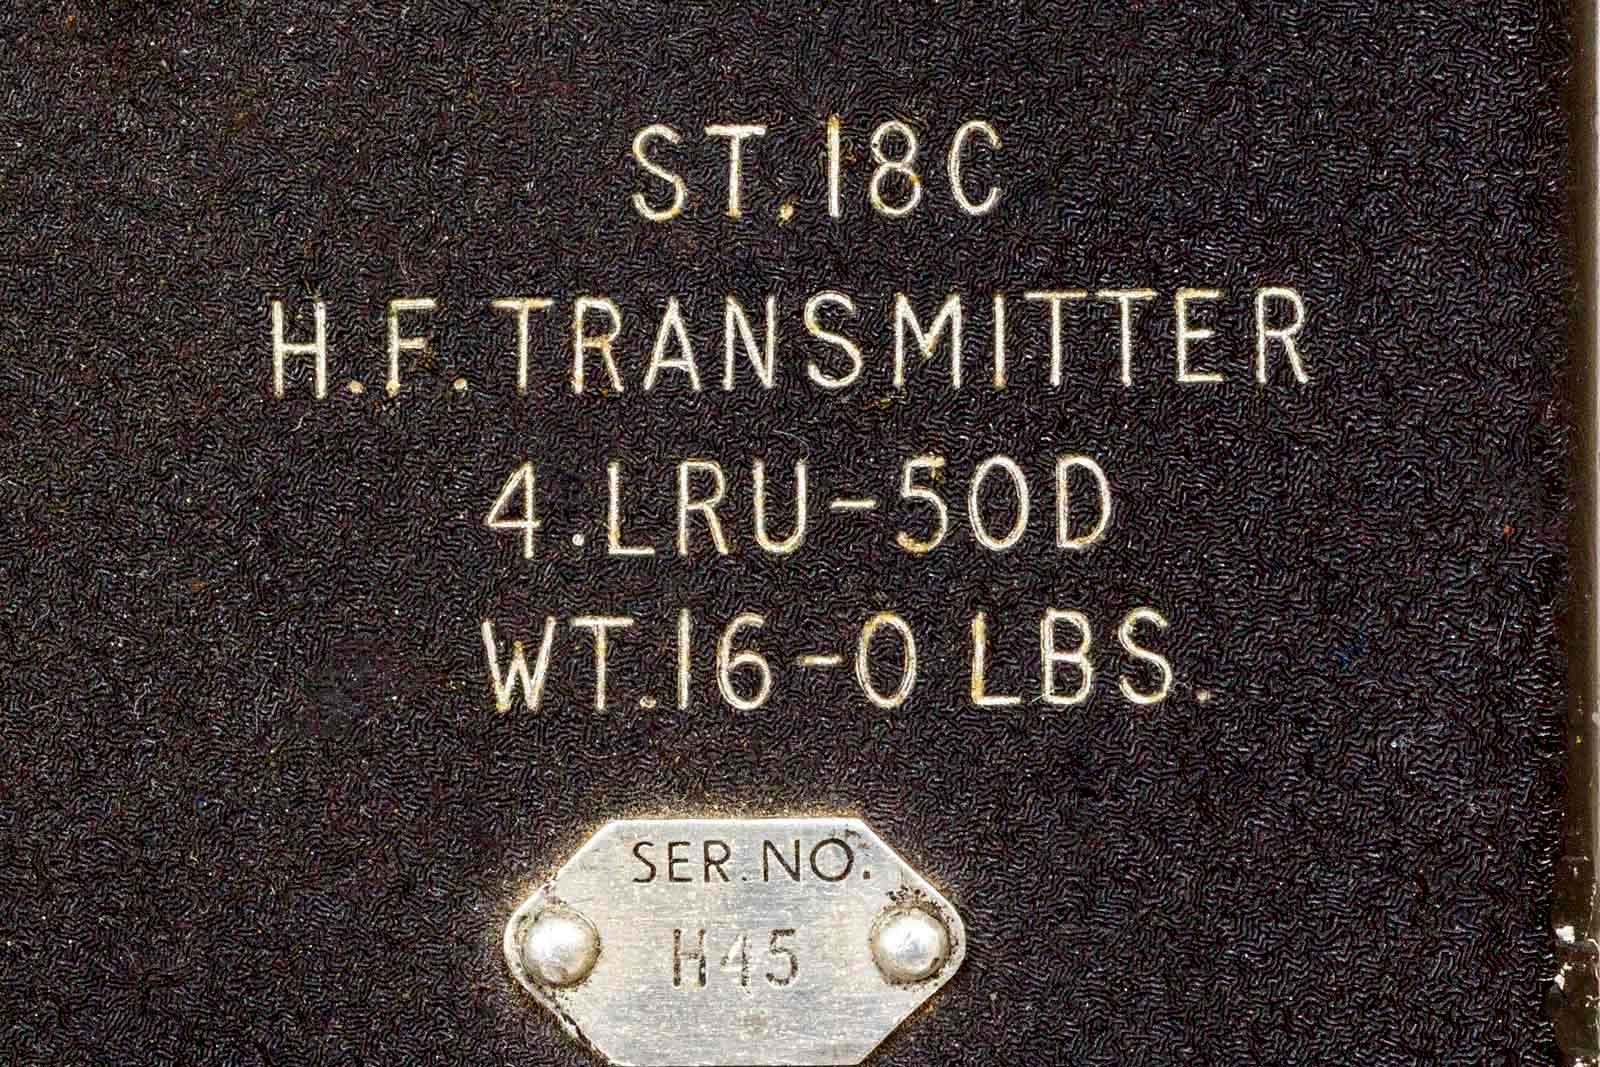 ST.18C
H.F.TRANSMITTER
4.LRU-50D
WT.16-0 LBS.
SER. NO.
H45